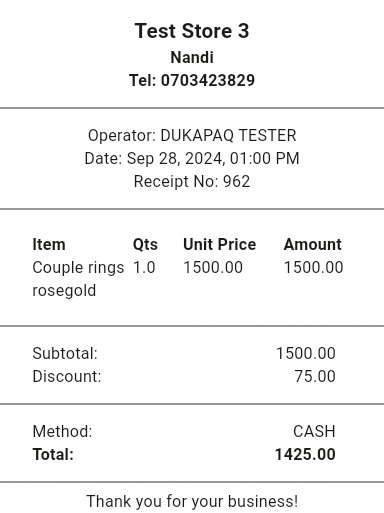 Test Store 3
Nandi
Tel: 0703423829
Operator: DUKAPAQ TESTER
Date: Sep 28, 2024, 01:00 PM
Receipt No: 962
Item Qts Unit Price Amount
Couple rings 1.0 1500.00 1500.00
rosegold
Subtotal: 1500.00
Discount: 75.00
Method: CASH
Total: 1425.00
Thank you for your business!